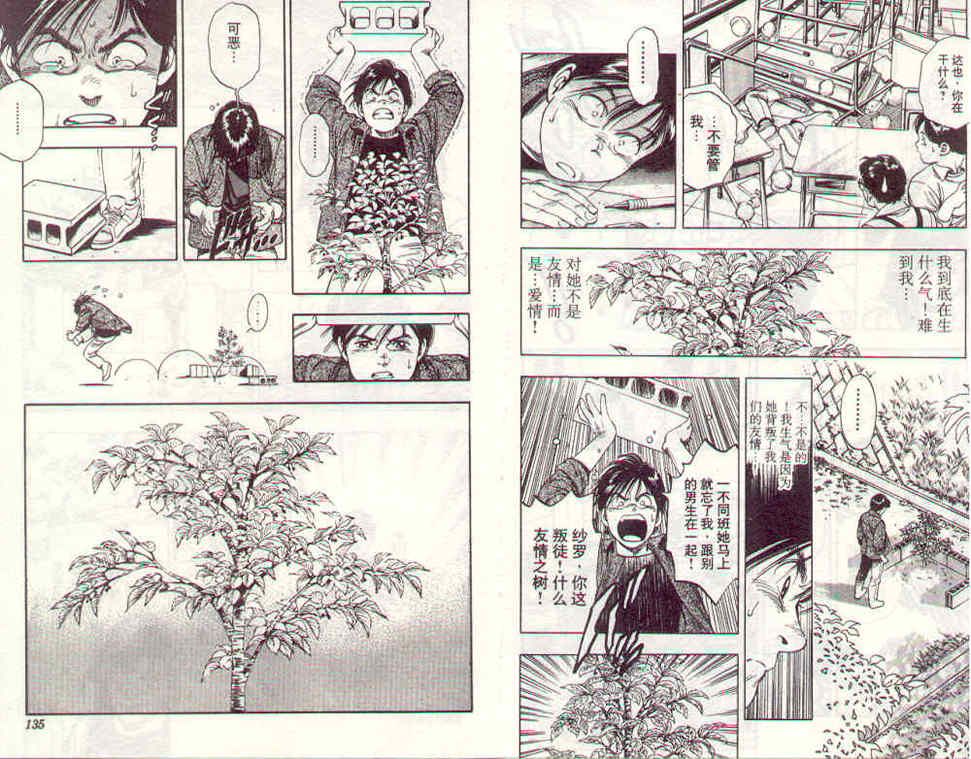 达也，你在
干什么？
…不要管
我…
………
我到底在生
什么气！难
到我…
对她不是
友情…而
是…爱情！
………
不…不是的
！我生气是因为
她背叛了我
们的友情…
一不同班她马上
就忘了我，跟别
的男生在一起！
纱罗，你这
叛徒！什么
友情之树！
………
可
恶…
………
……
135